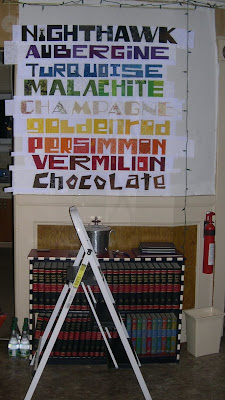 NIGHTHAWK
AUBERGINE
TURQUOISE
MALACHITE
CHAMPAGNE
goldenrod
PERSIMMON
VERMILION
Chocolate